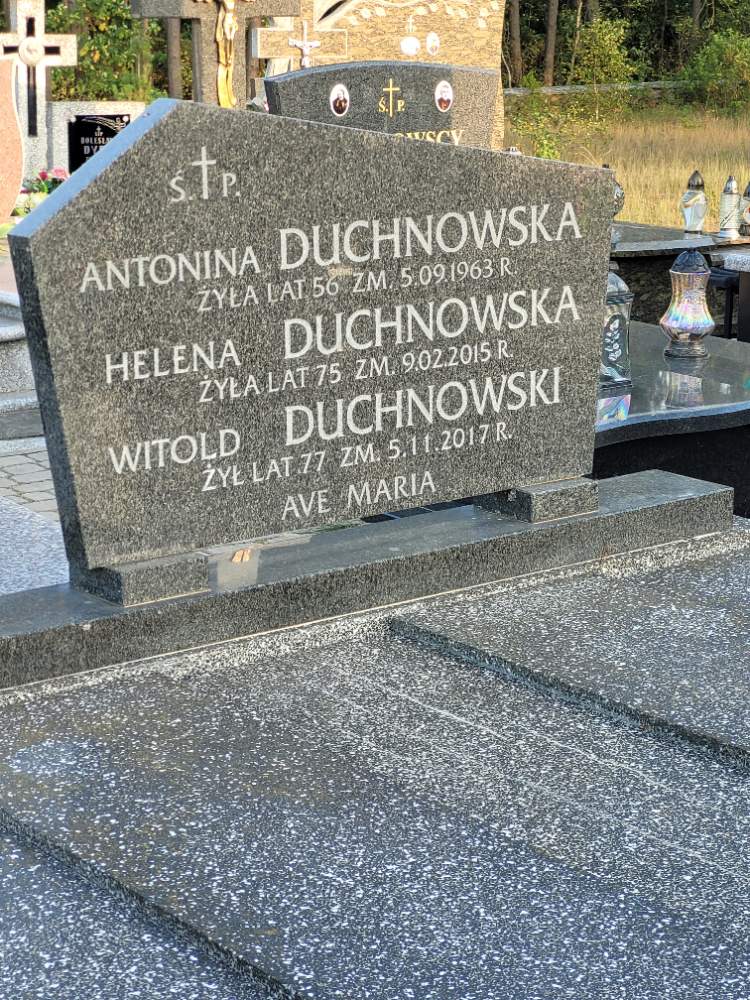 Ś. P.
ANTONINA DUCHNOWSKA
ŻYŁA LAT 56 ZM. 5.09.1963 R.
HELENA DUCHNOWSKA
ŻYŁA LAT 75 ZM. 9.02.2015 R.
WITOLD DUCHNOWSKI
ŻYŁ LAT 77 ZM. 5.11.2017 R.
AVE MARIA